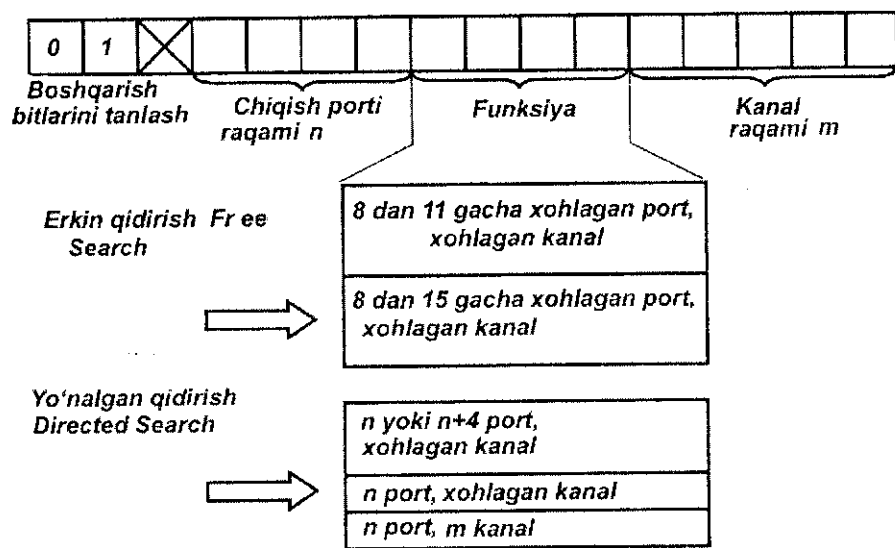 0 1
Boshqarish
bitlarini tanlash
Chiqish porti
raqami n
Funksiya
Kanal
raqami m
Erkin qidirish Fr ee
Search
8 dan 11 gacha xohlagan port,
xohlagan kanal
8 dan 15 gacha xohlagan port,
xohlagan kanal
Yo‘nalgan qidirish
Directed Search
n yoki n+4 port,
xohlagan kanal
n port, xohlagan kanal
n port, m kanal